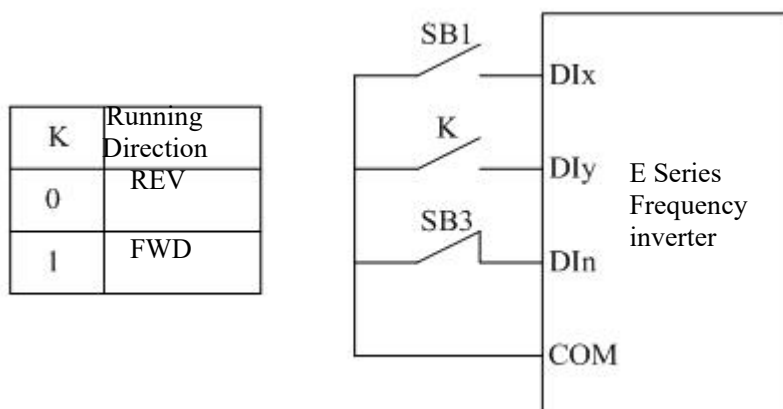 K
Running
Direction
0
REV
1
FWD
SB1
DIx
K
DIy
SB3
DIn
COM
E Series
Frequency
inverter